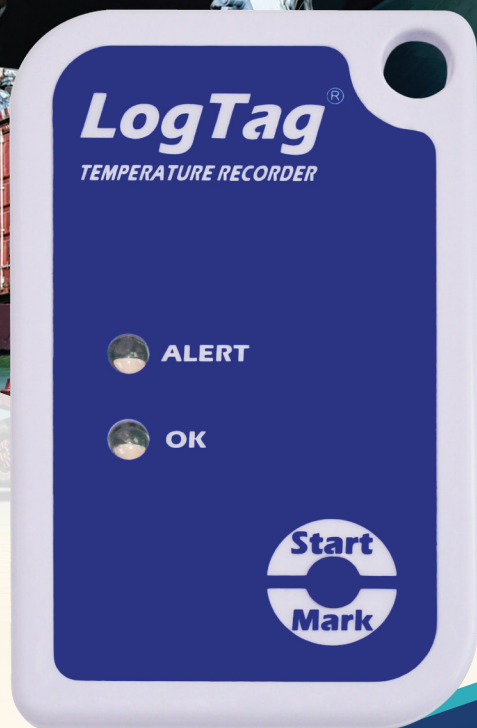 LogTag®
TEMPERATURE RECORDER
ALERT
OK
Start
Mark